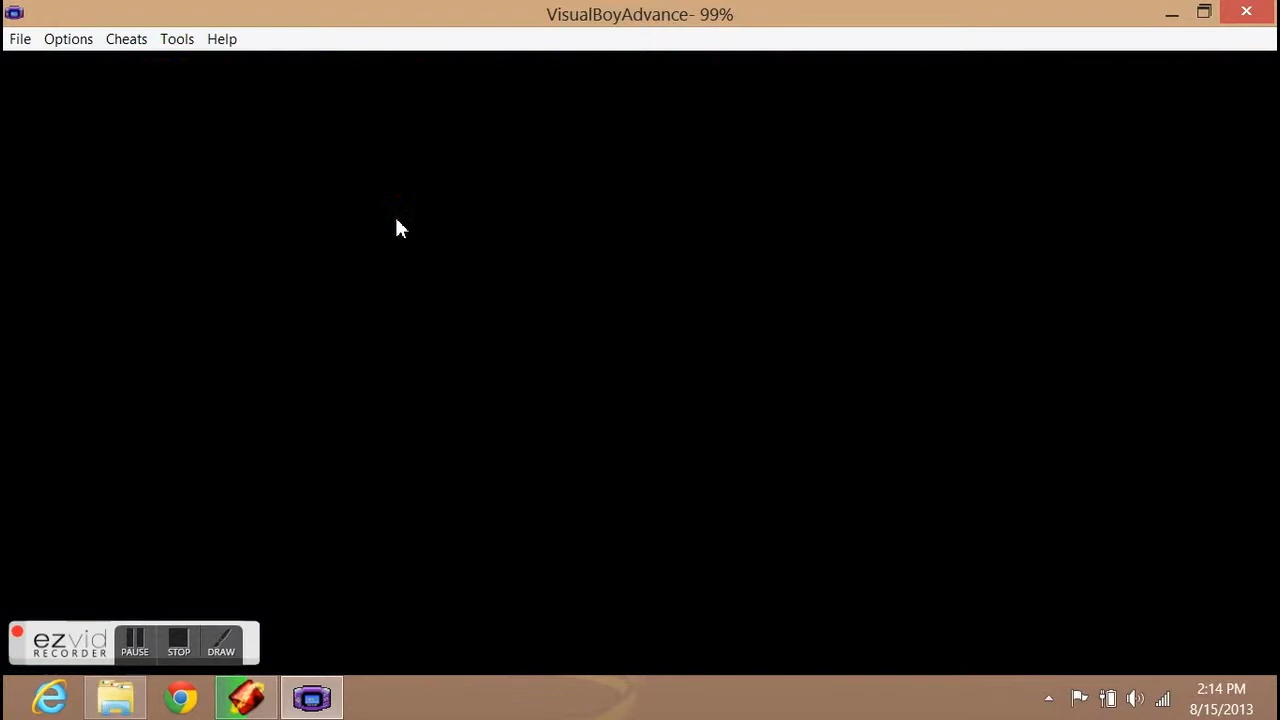 VisualBoyAdvance- 99%
File Options Cheats Tools Help
ezvid
RECORDER
PAUSE STOP DRAW
2:14 PM
8/15/2013